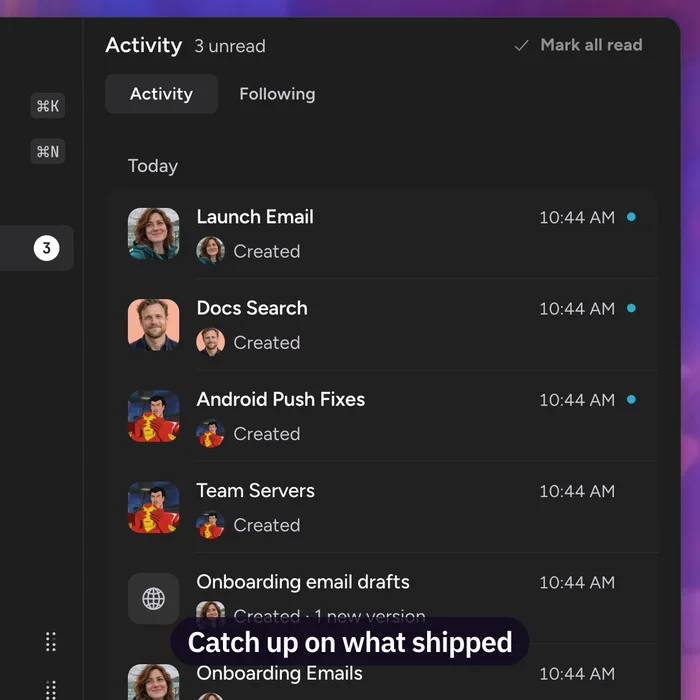 Activity 3 unread
Mark all read
⌘K
Activity
Following
⌘N
Today
Launch Email
10:44 AM
Created
3
Docs Search
10:44 AM
Created
Android Push Fixes
10:44 AM
Created
Team Servers
10:44 AM
Created
Onboarding email drafts
10:44 AM
Created · 1 new version
Catch up on what shipped
Onboarding Emails
10:44 AM